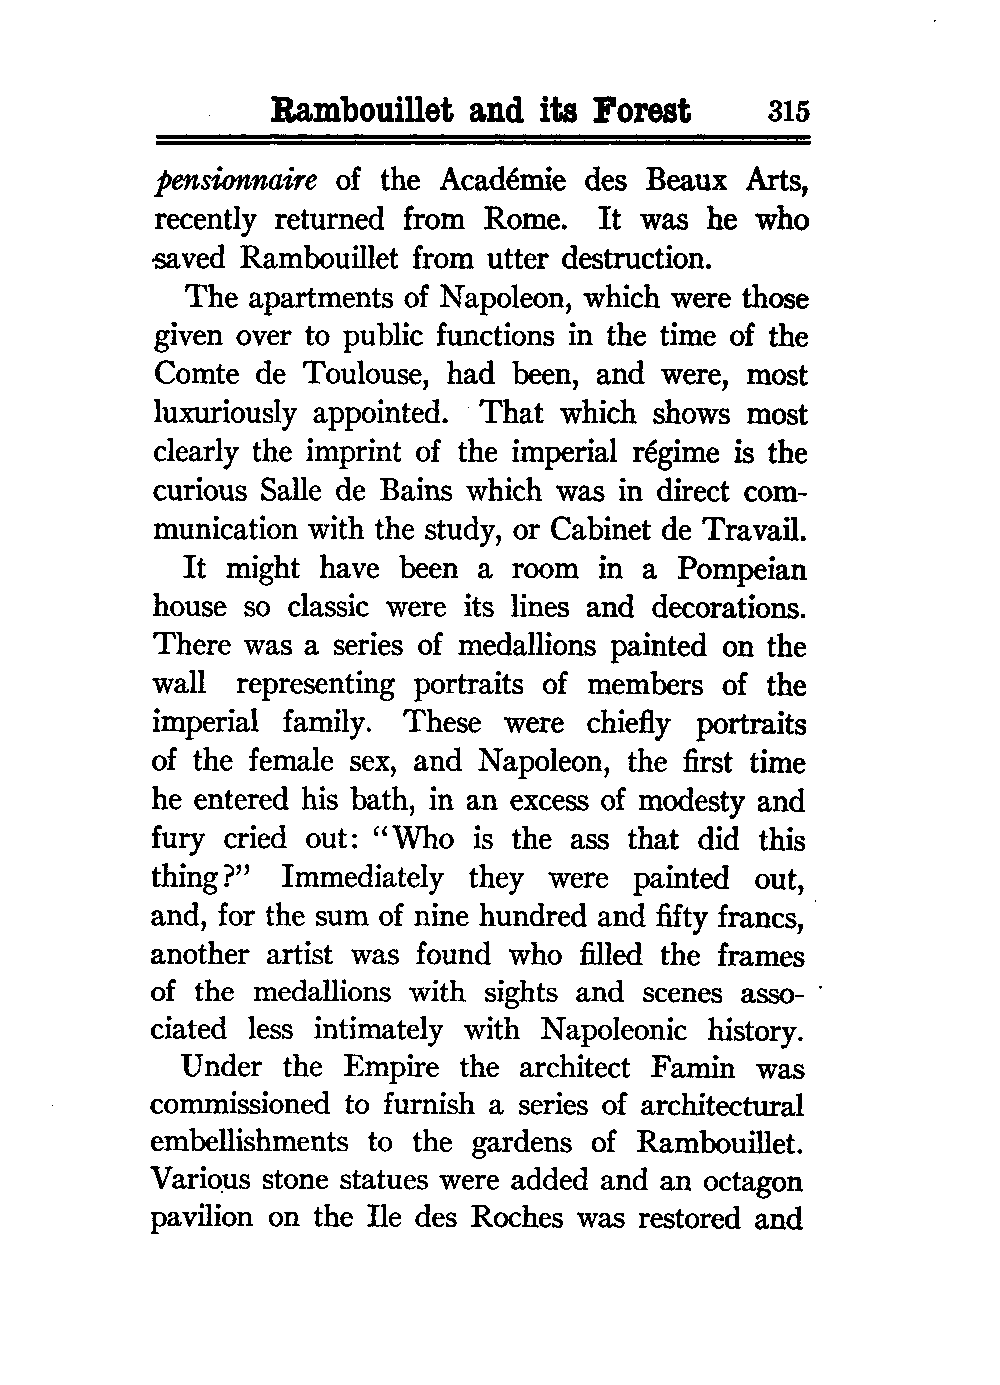 Rambouillet and its Forest 315
pensionnaire of the Académie des Beaux Arts,
recently returned from Rome. It was he who
saved Rambouillet from utter destruction.
The apartments of Napoleon, which were those
given over to public functions in the time of the
Comte de Toulouse, had been, and were, most
luxuriously appointed. That which shows most
clearly the imprint of the imperial régime is the
curious Salle de Bains which was in direct com-
munication with the study, or Cabinet de Travail.
It might have been a room in a Pompeian
house so classic were its lines and decorations.
There was a series of medallions painted on the
wall representing portraits of members of the
imperial family. These were chiefly portraits
of the female sex, and Napoleon, the first time
he entered his bath, in an excess of modesty and
fury cried out: “Who is the ass that did this
thing?” Immediately they were painted out,
and, for the sum of nine hundred and fifty francs,
another artist was found who filled the frames
of the medallions with sights and scenes asso-
ciated less intimately with Napoleonic history.
Under the Empire the architect Famin was
commissioned to furnish a series of architectural
embellishments to the gardens of Rambouillet.
Various stone statues were added and an octagon
pavilion on the Ile des Roches was restored and